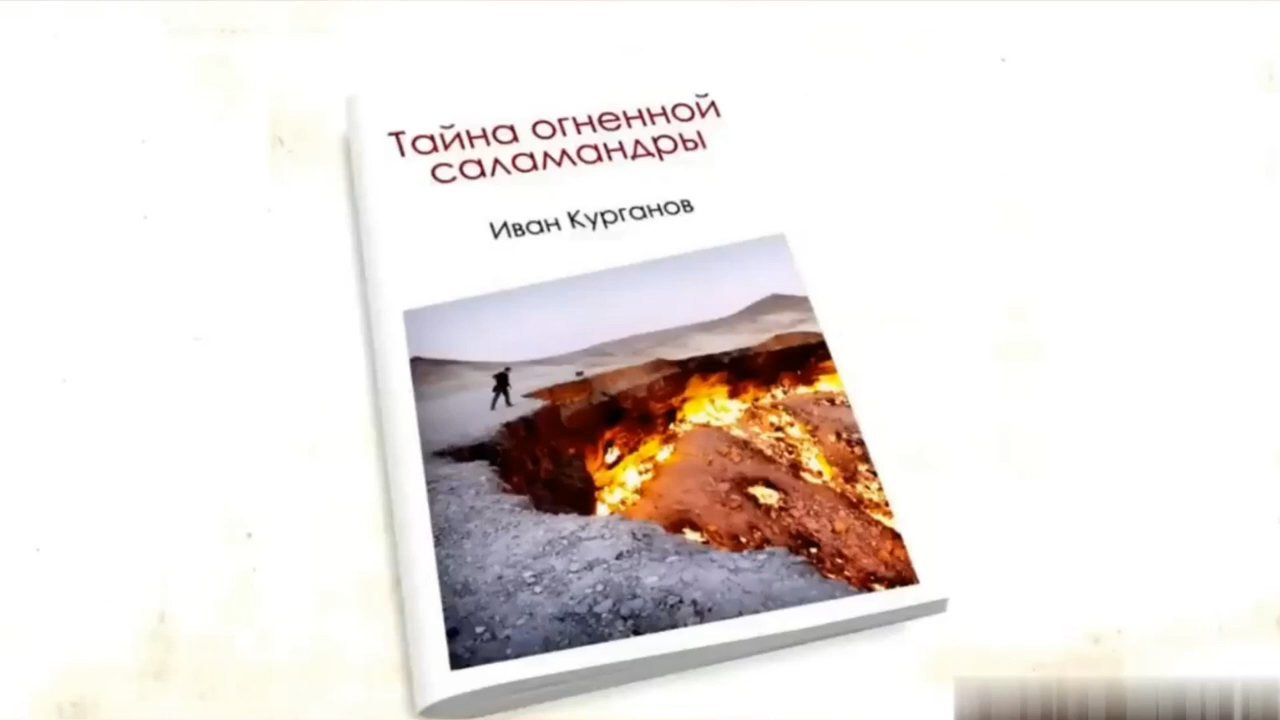 Тайна огненной
саламандры
Иван Курганов